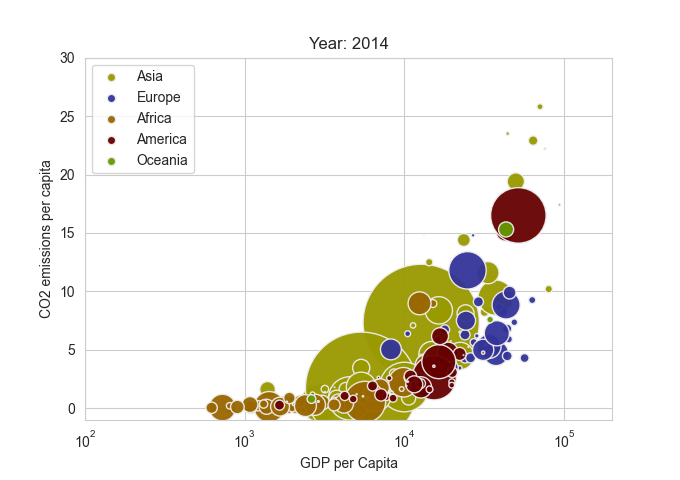 Year: 2014
30
25
20
15
10
5
0
CO2 emissions per capita
Asia
Europe
Africa
America
Oceania
10²
10³
10⁴
10⁵
GDP per Capita